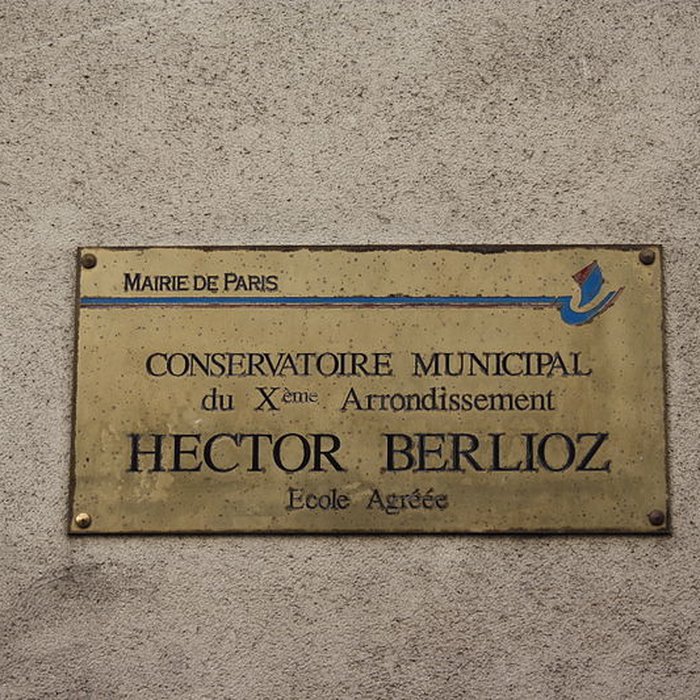 MAIRIE DE PARIS
CONSERVATOIRE MUNICIPAL
du Xème Arrondissement
HECTOR BERLIOZ
Ecole Agréée